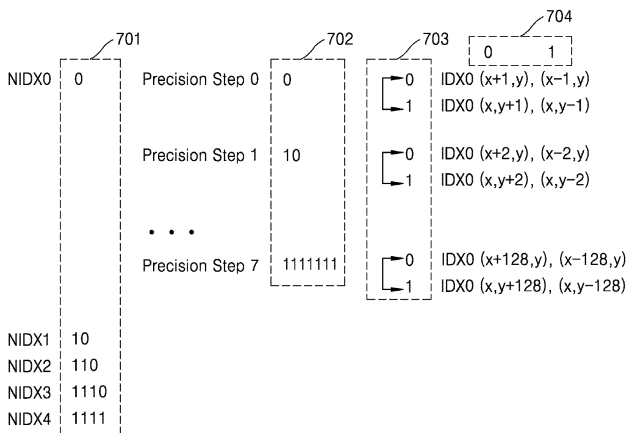 701 702 703 704
0 1
NIDX0 0 Precision Step 0 0 0 IDX0 (x+1,y), (x-1,y)
1 IDX0 (x,y+1), (x,y-1)
Precision Step 1 10 0 IDX0 (x+2,y), (x-2,y)
1 IDX0 (x,y+2), (x,y-2)
• • •
Precision Step 7 1111111 0 IDX0 (x+128,y), (x-128,y)
1 IDX0 (x,y+128), (x,y-128)
NIDX1 10
NIDX2 110
NIDX3 1110
NIDX4 1111